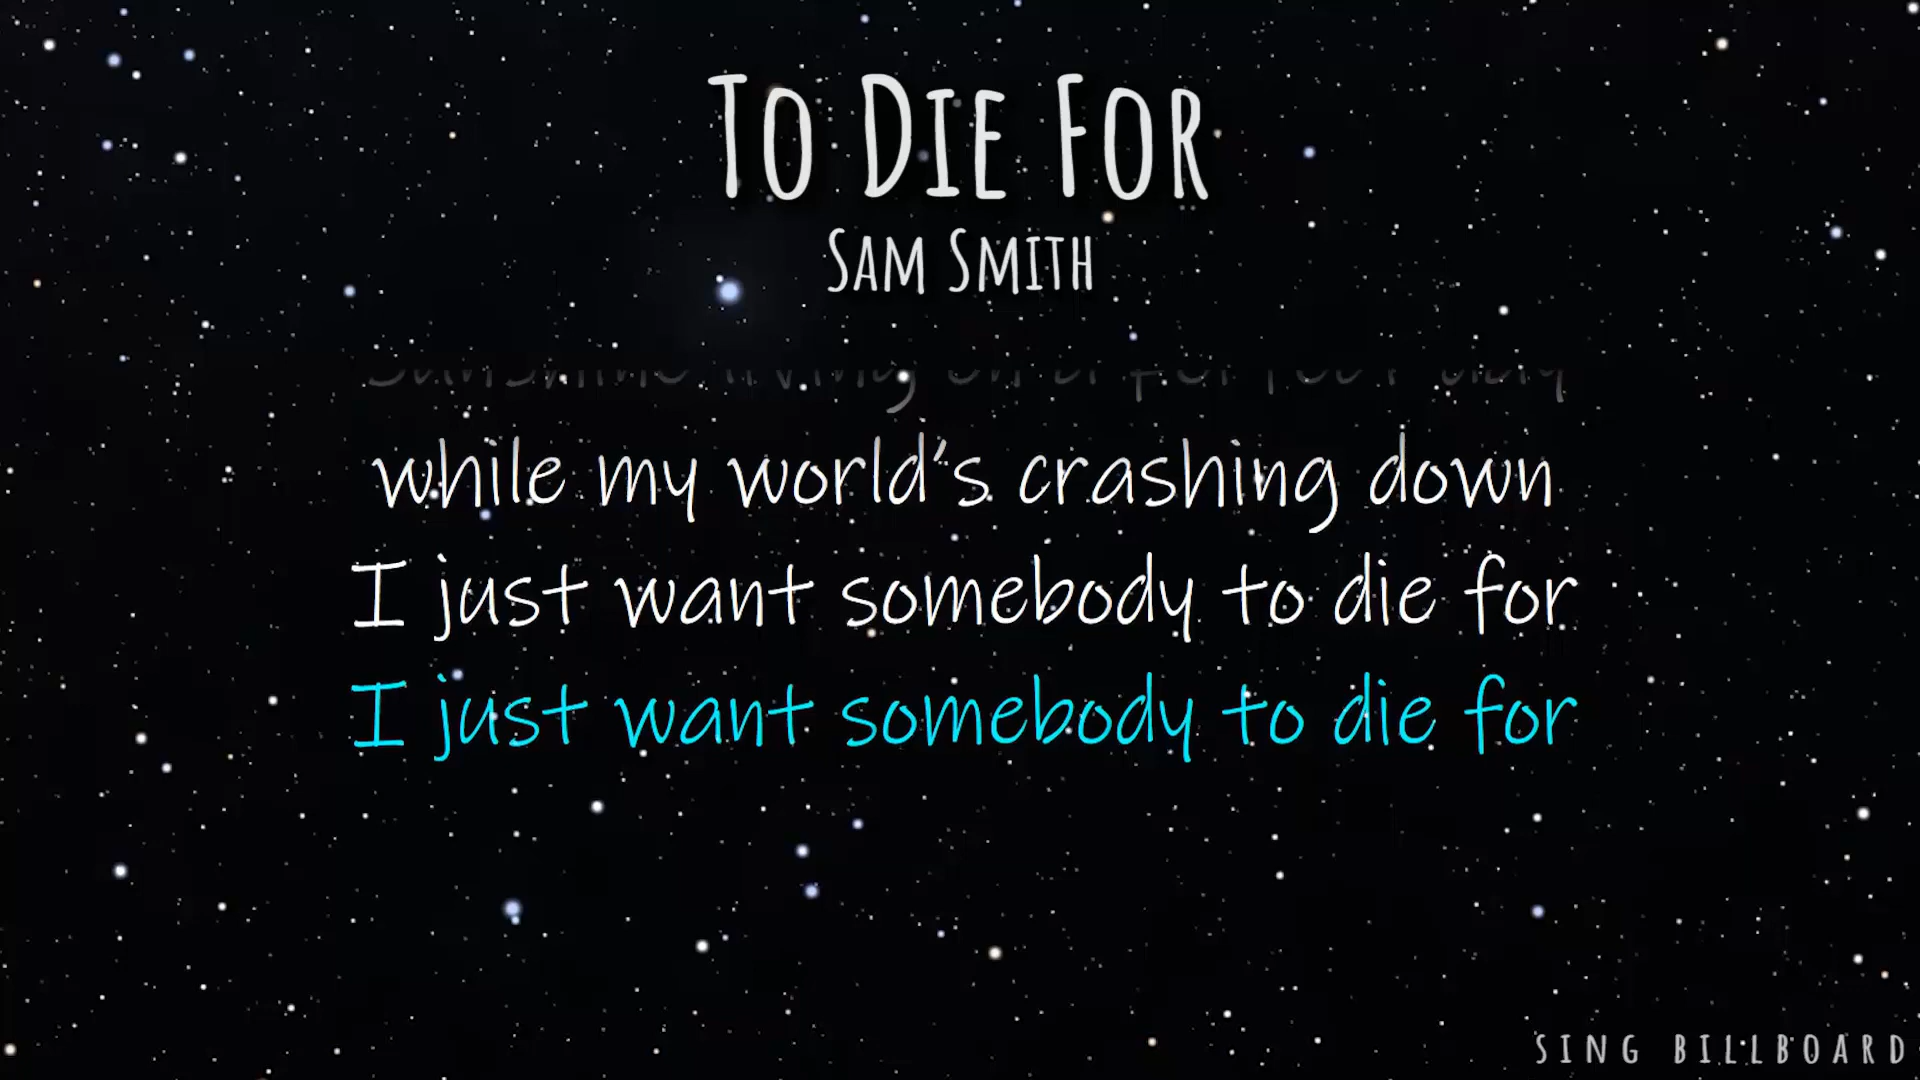 To Die For
Sam Smith
on
while my world's crashing down
I just want somebody to die for
I just want somebody to die for
SING BILLBOARD